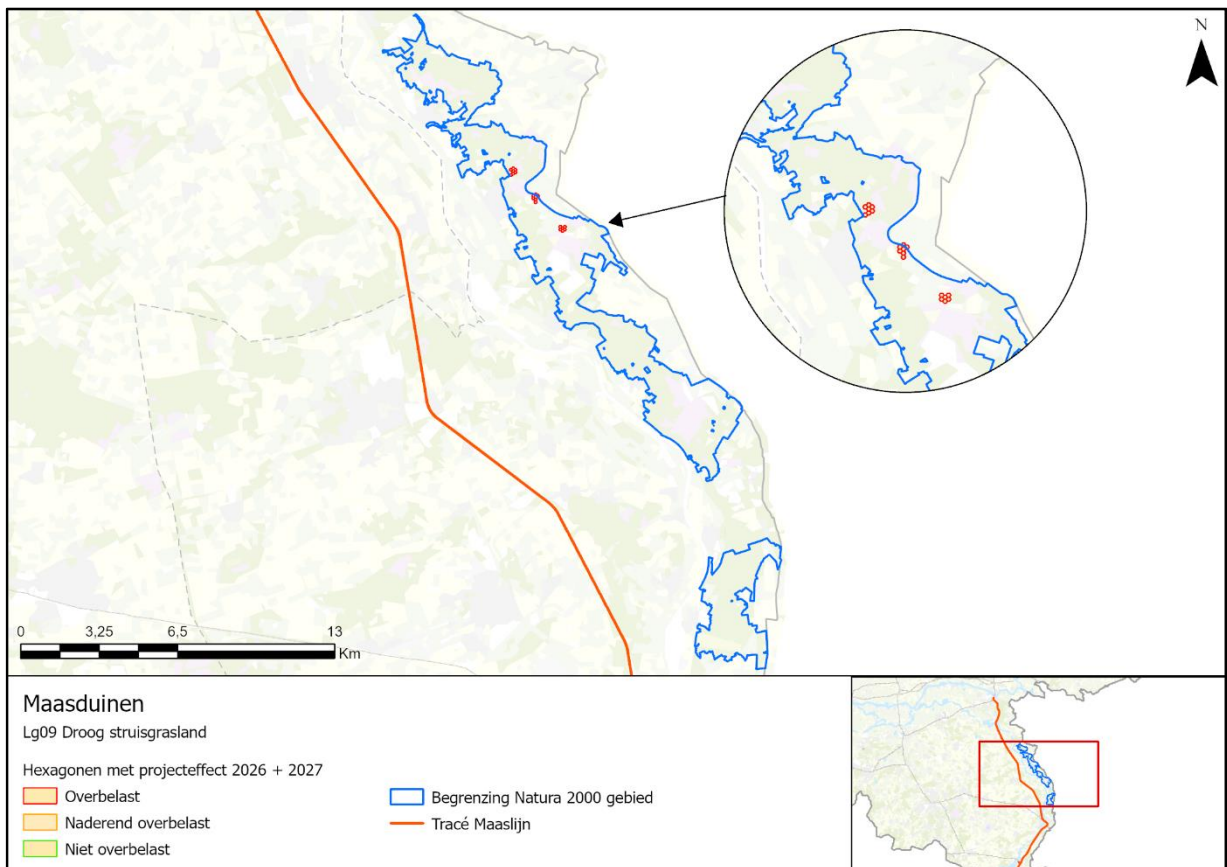 N
0 3,25 6,5 13
Km
Maasduinen
Lg09 Droog struisgrasland
Hexagonen met projecteffect 2026 + 2027
Overbelast
Naderend overbelast
Niet overbelast
Begrenzing Natura 2000 gebied
Tracé Maaslijn